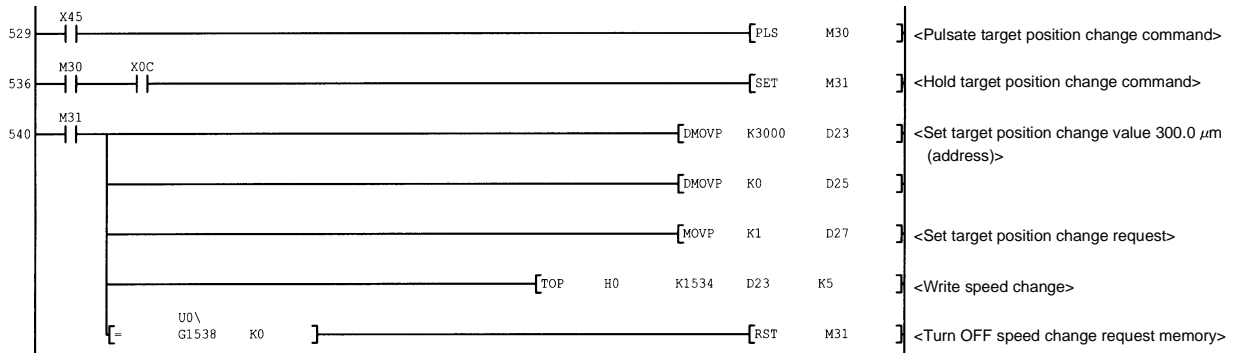 X45
529 PLS M30 <Pulsate target position change command>
M30 X0C
536 SET M31 <Hold target position change command>
M31
540 DMOVP K3000 D23 <Set target position change value 300.0 μm
(address)>
DMOVP K0 D25
MOVP K1 D27 <Set target position change request>
TOP H0 K1534 D23 K5 <Write speed change>
U0\
= G1538 K0 RST M31 <Turn OFF speed change request memory>